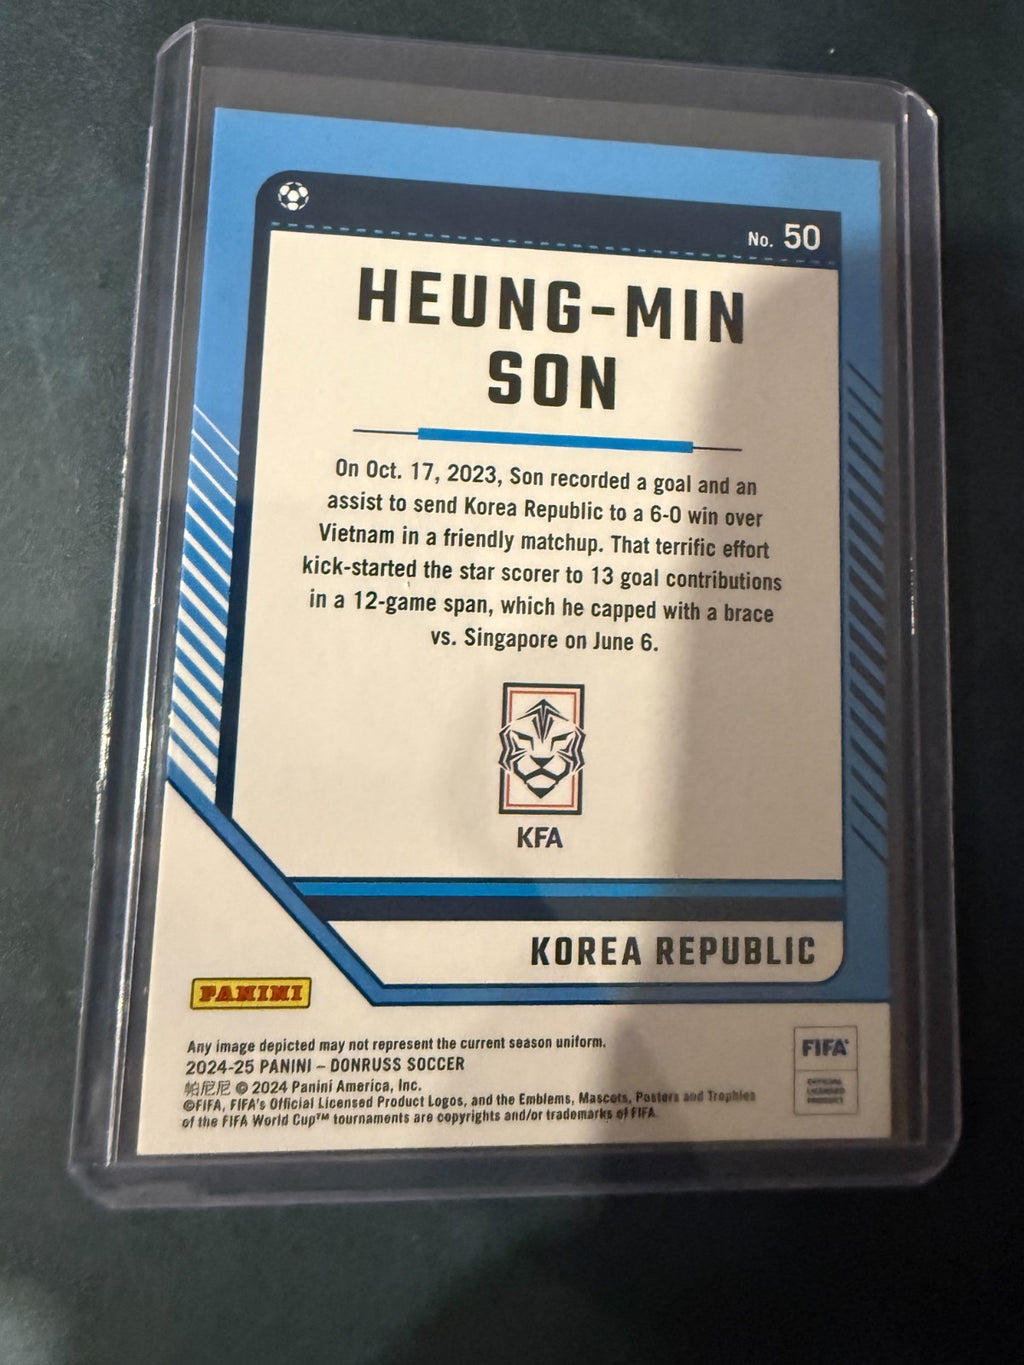 No. 50
HEUNG-MIN
SON
On Oct. 17, 2023, Son recorded a goal and an
assist to send Korea Republic to a 6-0 win over
Vietnam in a friendly matchup. That terrific effort
kick-started the star scorer to 13 goal contributions
in a 12-game span, which he capped with a brace
vs. Singapore on June 6.
KFA
KOREA REPUBLIC
PANINI
Any image depicted may not represent the current season uniform.
2024-25 PANINI – DONRUSS SOCCER
帕尼尼 © 2024 Panini America, Inc.
©FIFA, FIFA's Official Licensed Product Logos, and the Emblems, Mascots, Posters and Trophies
of the FIFA World Cup™ tournaments are copyrights and/or trademarks of FIFA.
FIFA®
OFFICIAL
LICENSED
PRODUCT